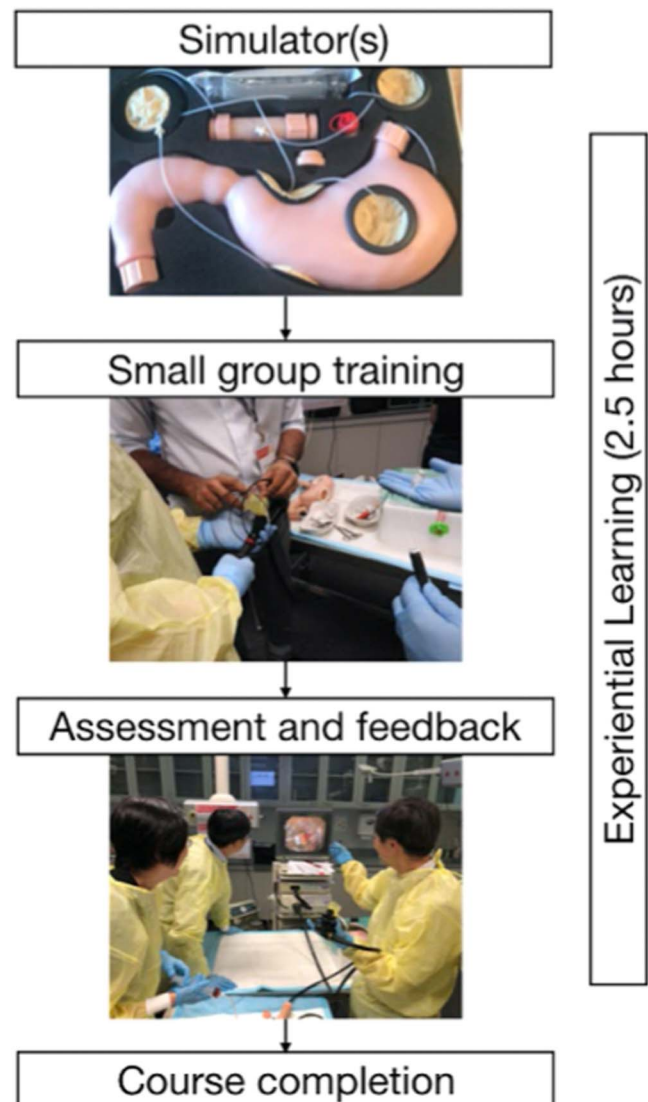 Simulator(s)
Small group training
Assessment and feedback
Course completion
Experiential Learning (2.5 hours)